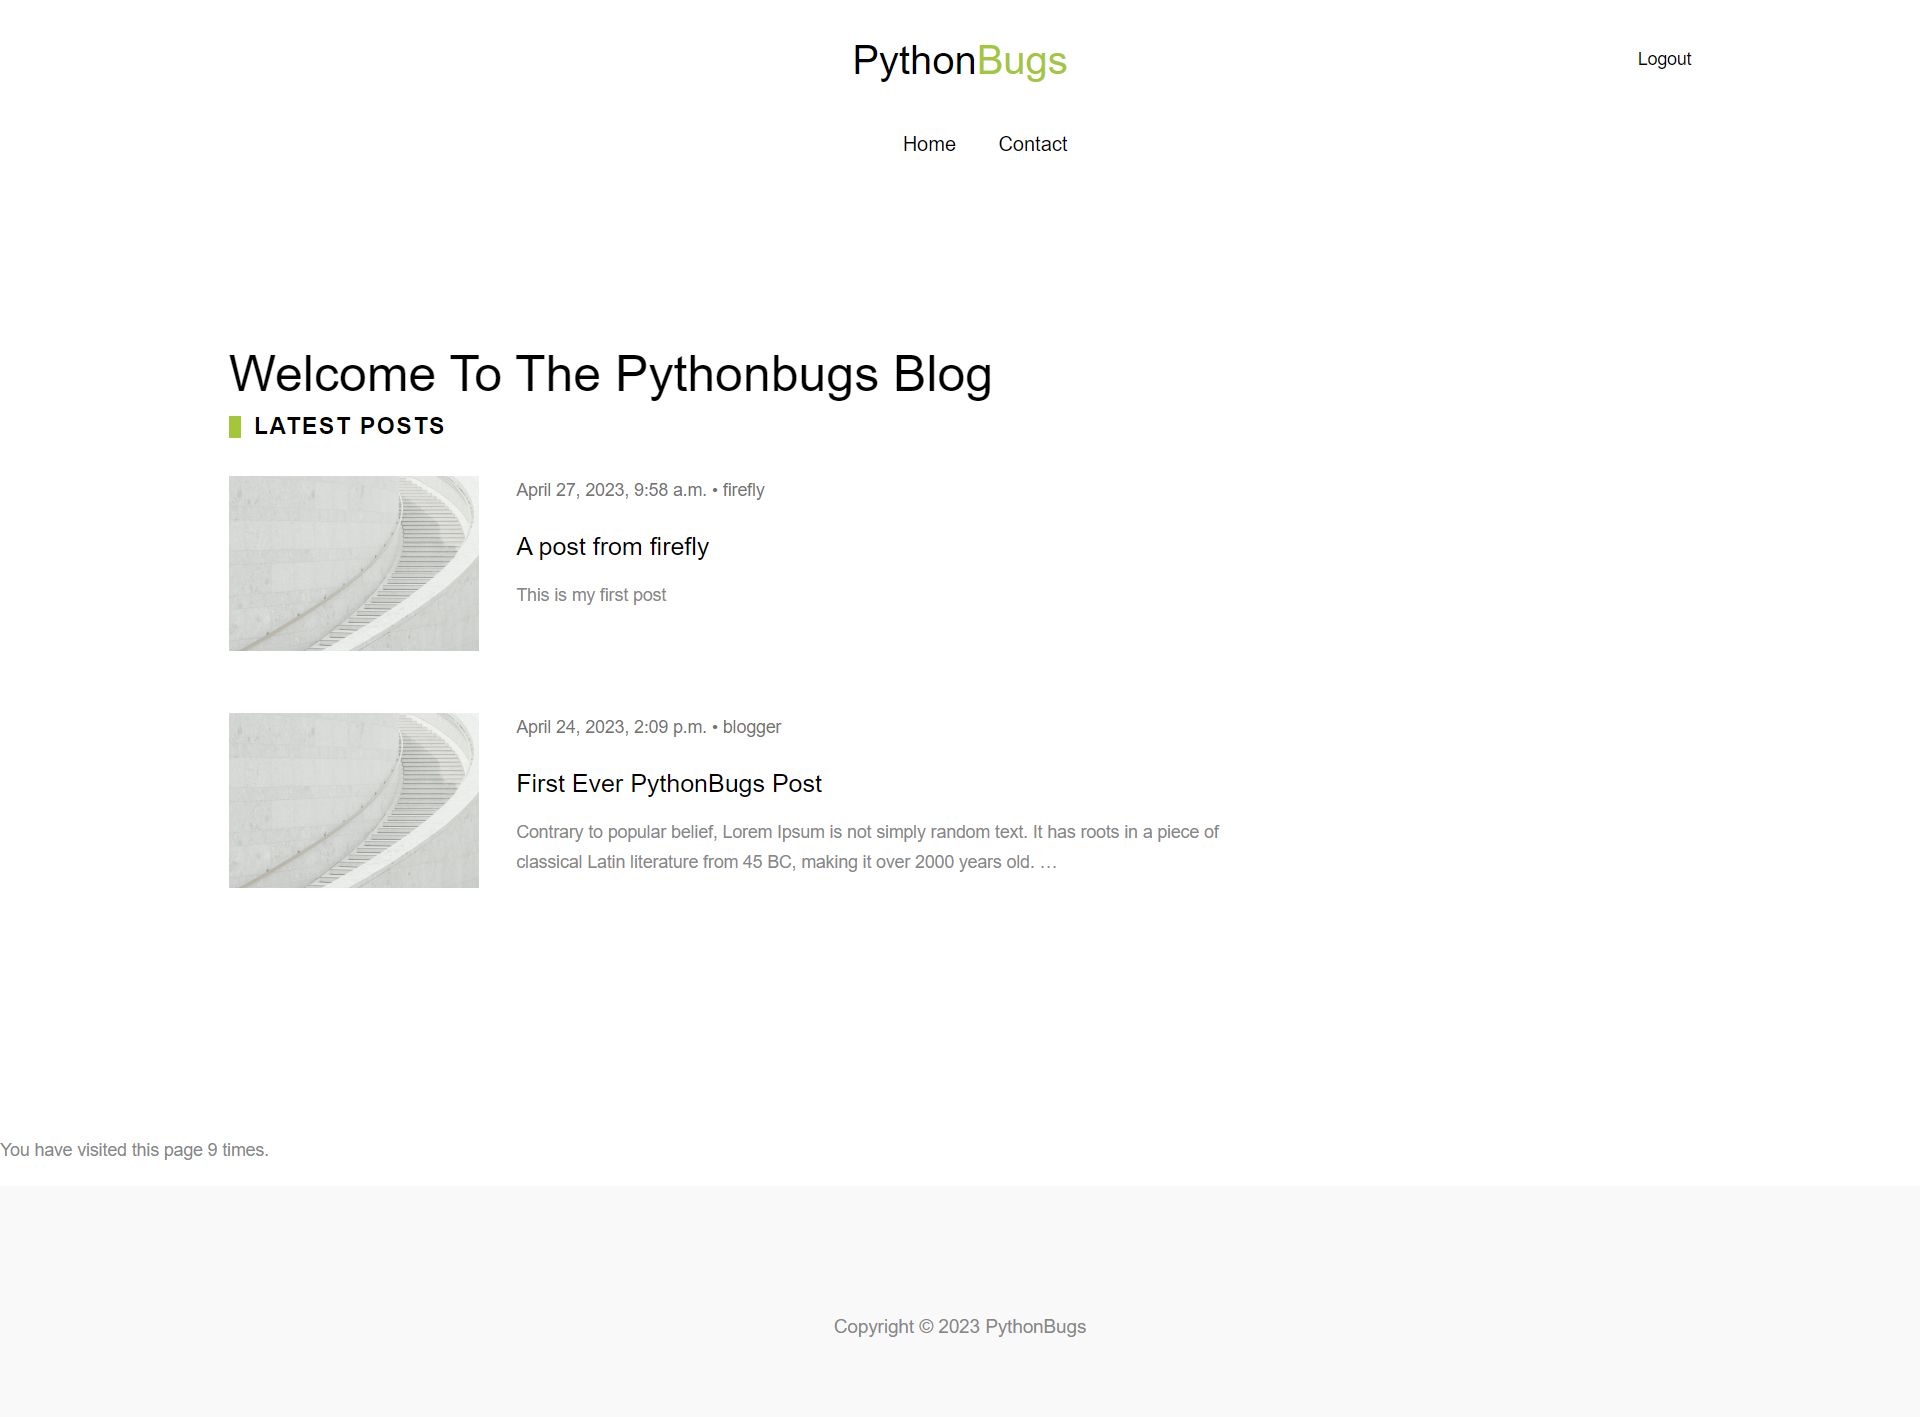 PythonBugs
Logout
Home Contact
Welcome To The Pythonbugs Blog
LATEST POSTS
April 27, 2023, 9:58 a.m. • firefly
A post from firefly
This is my first post
April 24, 2023, 2:09 p.m. • blogger
First Ever PythonBugs Post
Contrary to popular belief, Lorem Ipsum is not simply random text. It has roots in a piece of
classical Latin literature from 45 BC, making it over 2000 years old. …
You have visited this page 9 times.
Copyright © 2023 PythonBugs